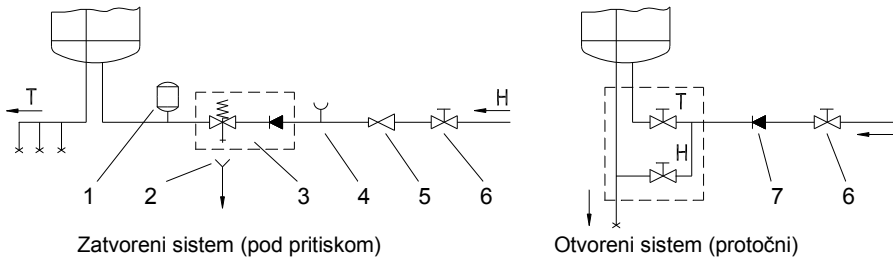 T
H
1 2 3 4 5 6
Zatvoreni sistem (pod pritiskom)
T
H
7 6
Otvoreni sistem (protočni)